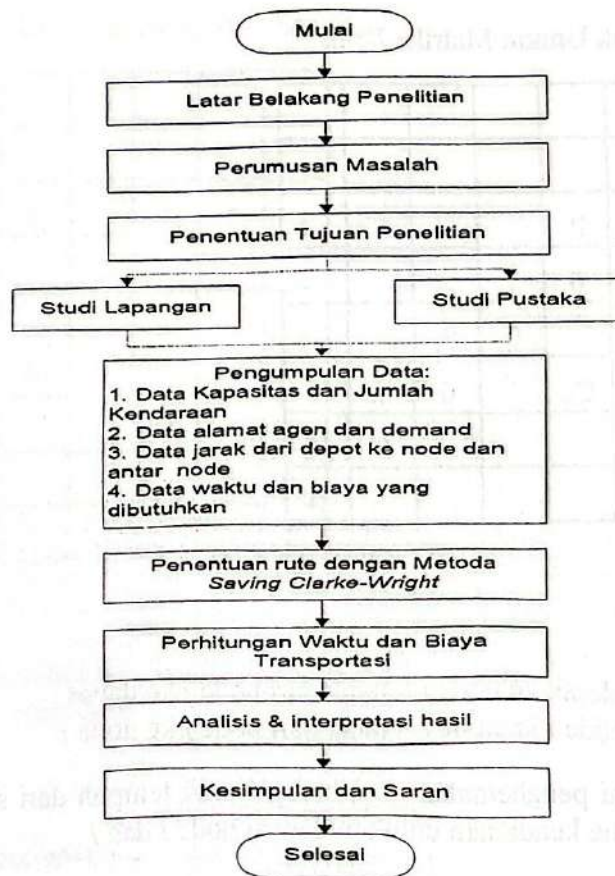 Mulai
Latar Belakang Penelitian
Perumusan Masalah
Penentuan Tujuan Penelitian
Studi Lapangan
Studi Pustaka
Pengumpulan Data:
1. Data Kapasitas dan Jumlah
Kendaraan
2. Data alamat agen dan demand
3. Data jarak dari depot ke node dan
antar node
4. Data waktu dan biaya yang
dibutuhkan
Penentuan rute dengan Metoda
Saving Clarke-Wright
Perhitungan Waktu dan Biaya
Transportasi
Analisis & interpretasi hasil
Kesimpulan dan Saran
Selesai